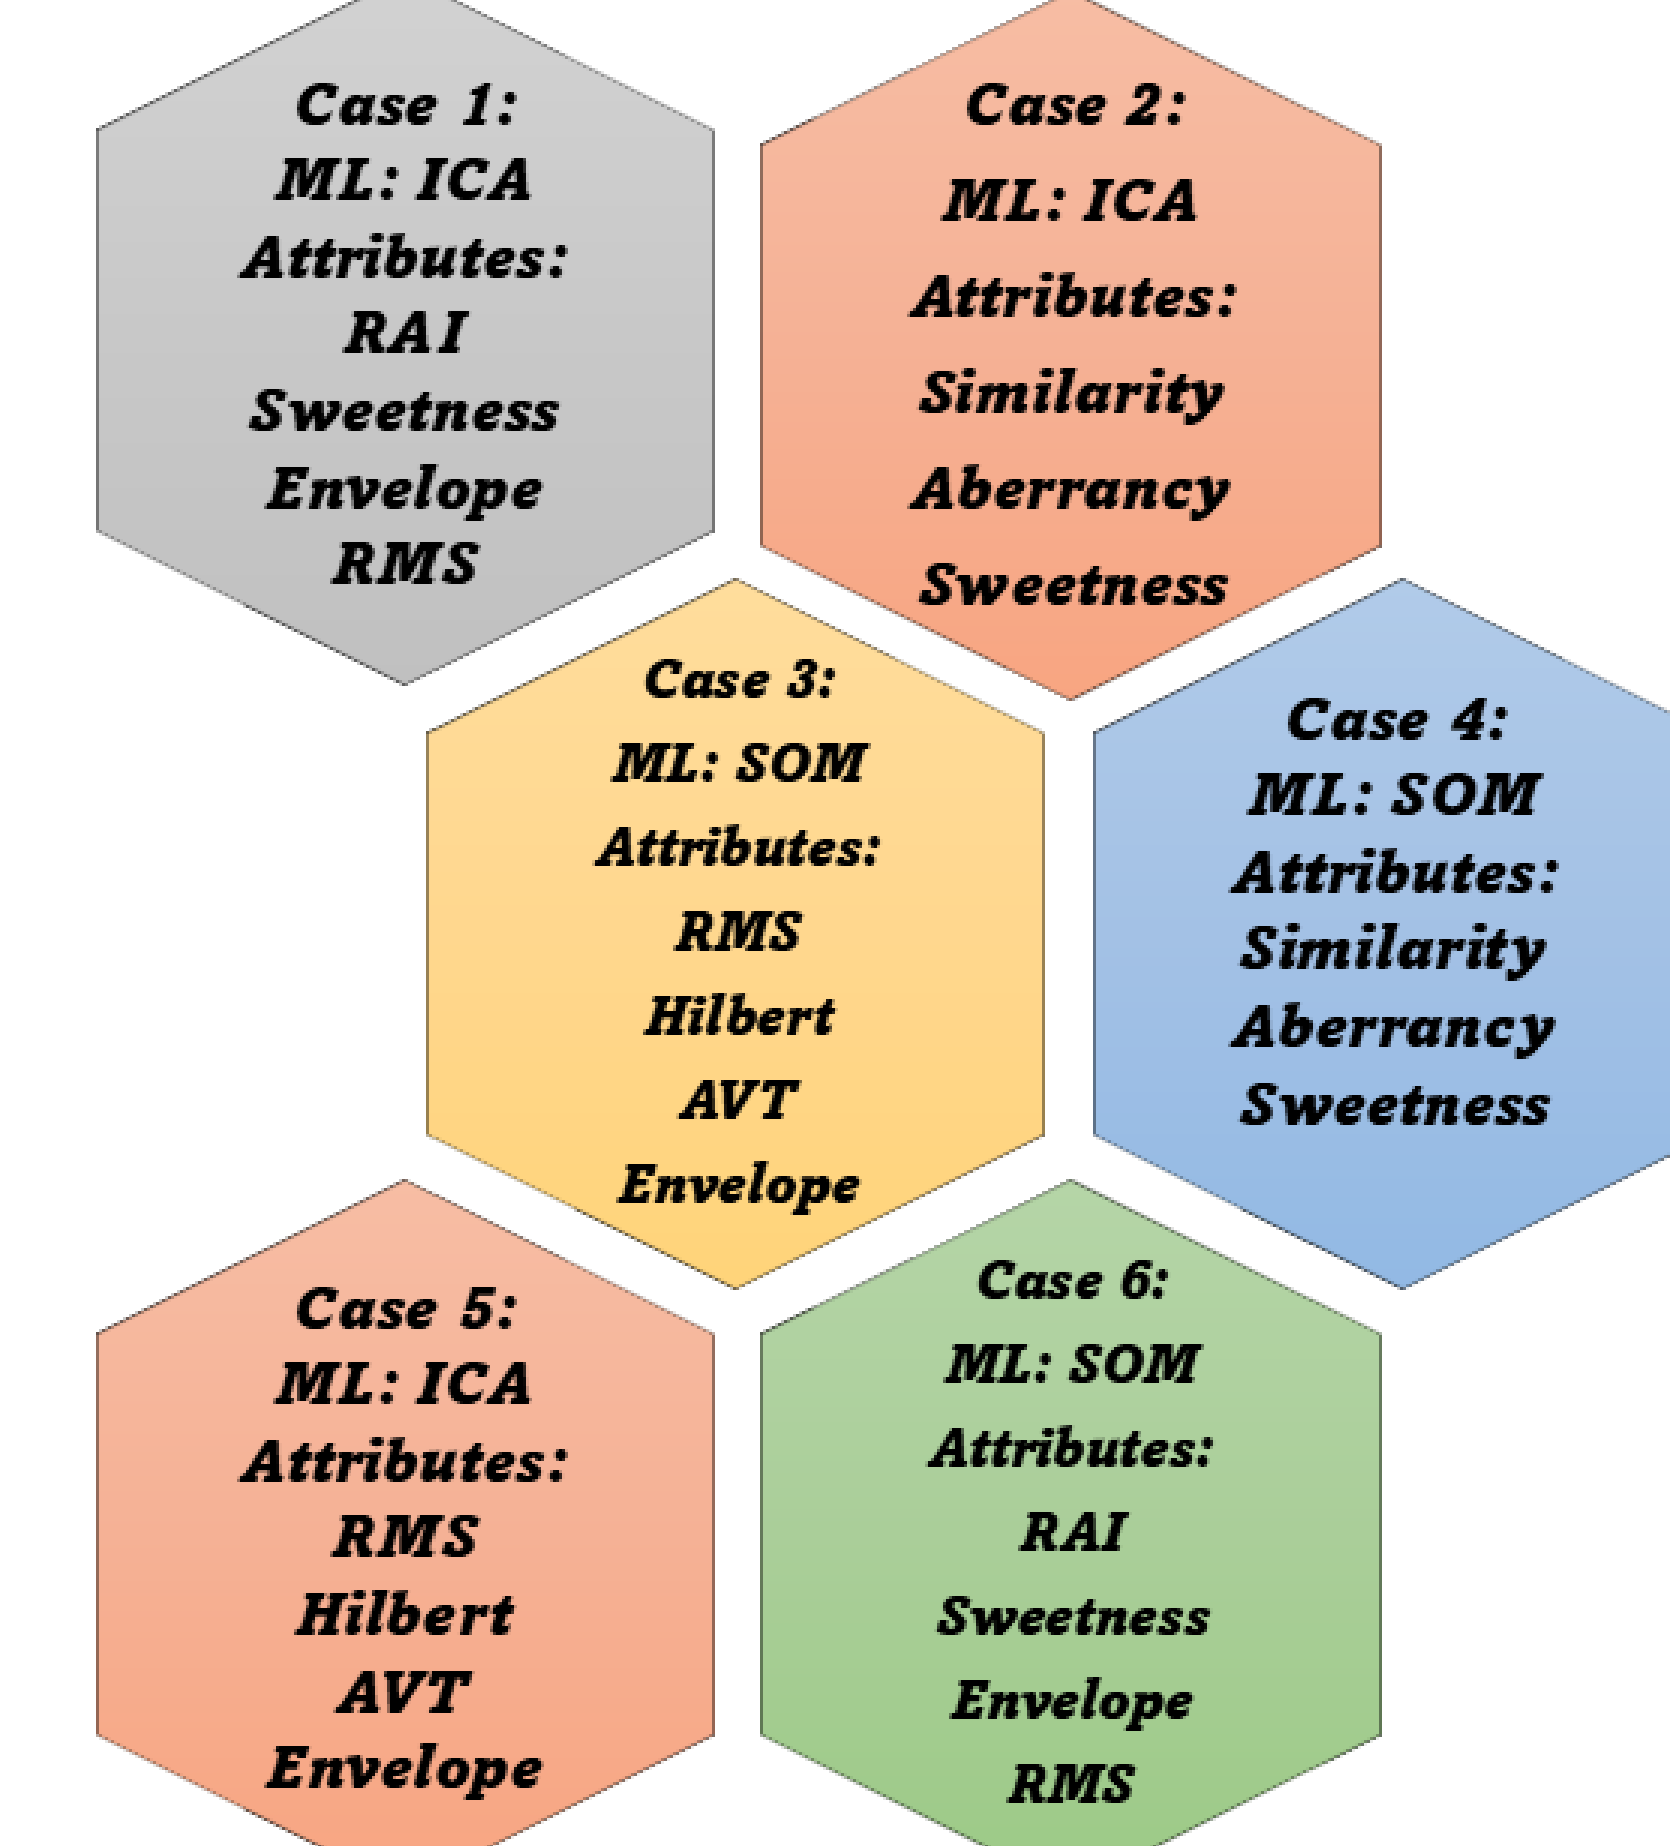 Case 1:
ML: ICA
Attributes:
RAI
Sweetness
Envelope
RMS
Case 2:
ML: ICA
Attributes:
Similarity
Aberrancy
Sweetness
Case 3:
ML: SOM
Attributes:
RMS
Hilbert
AVT
Envelope
Case 4:
ML: SOM
Attributes:
Similarity
Aberrancy
Sweetness
Case 5:
ML: ICA
Attributes:
RMS
Hilbert
AVT
Envelope
Case 6:
ML: SOM
Attributes:
RAI
Sweetness
Envelope
RMS